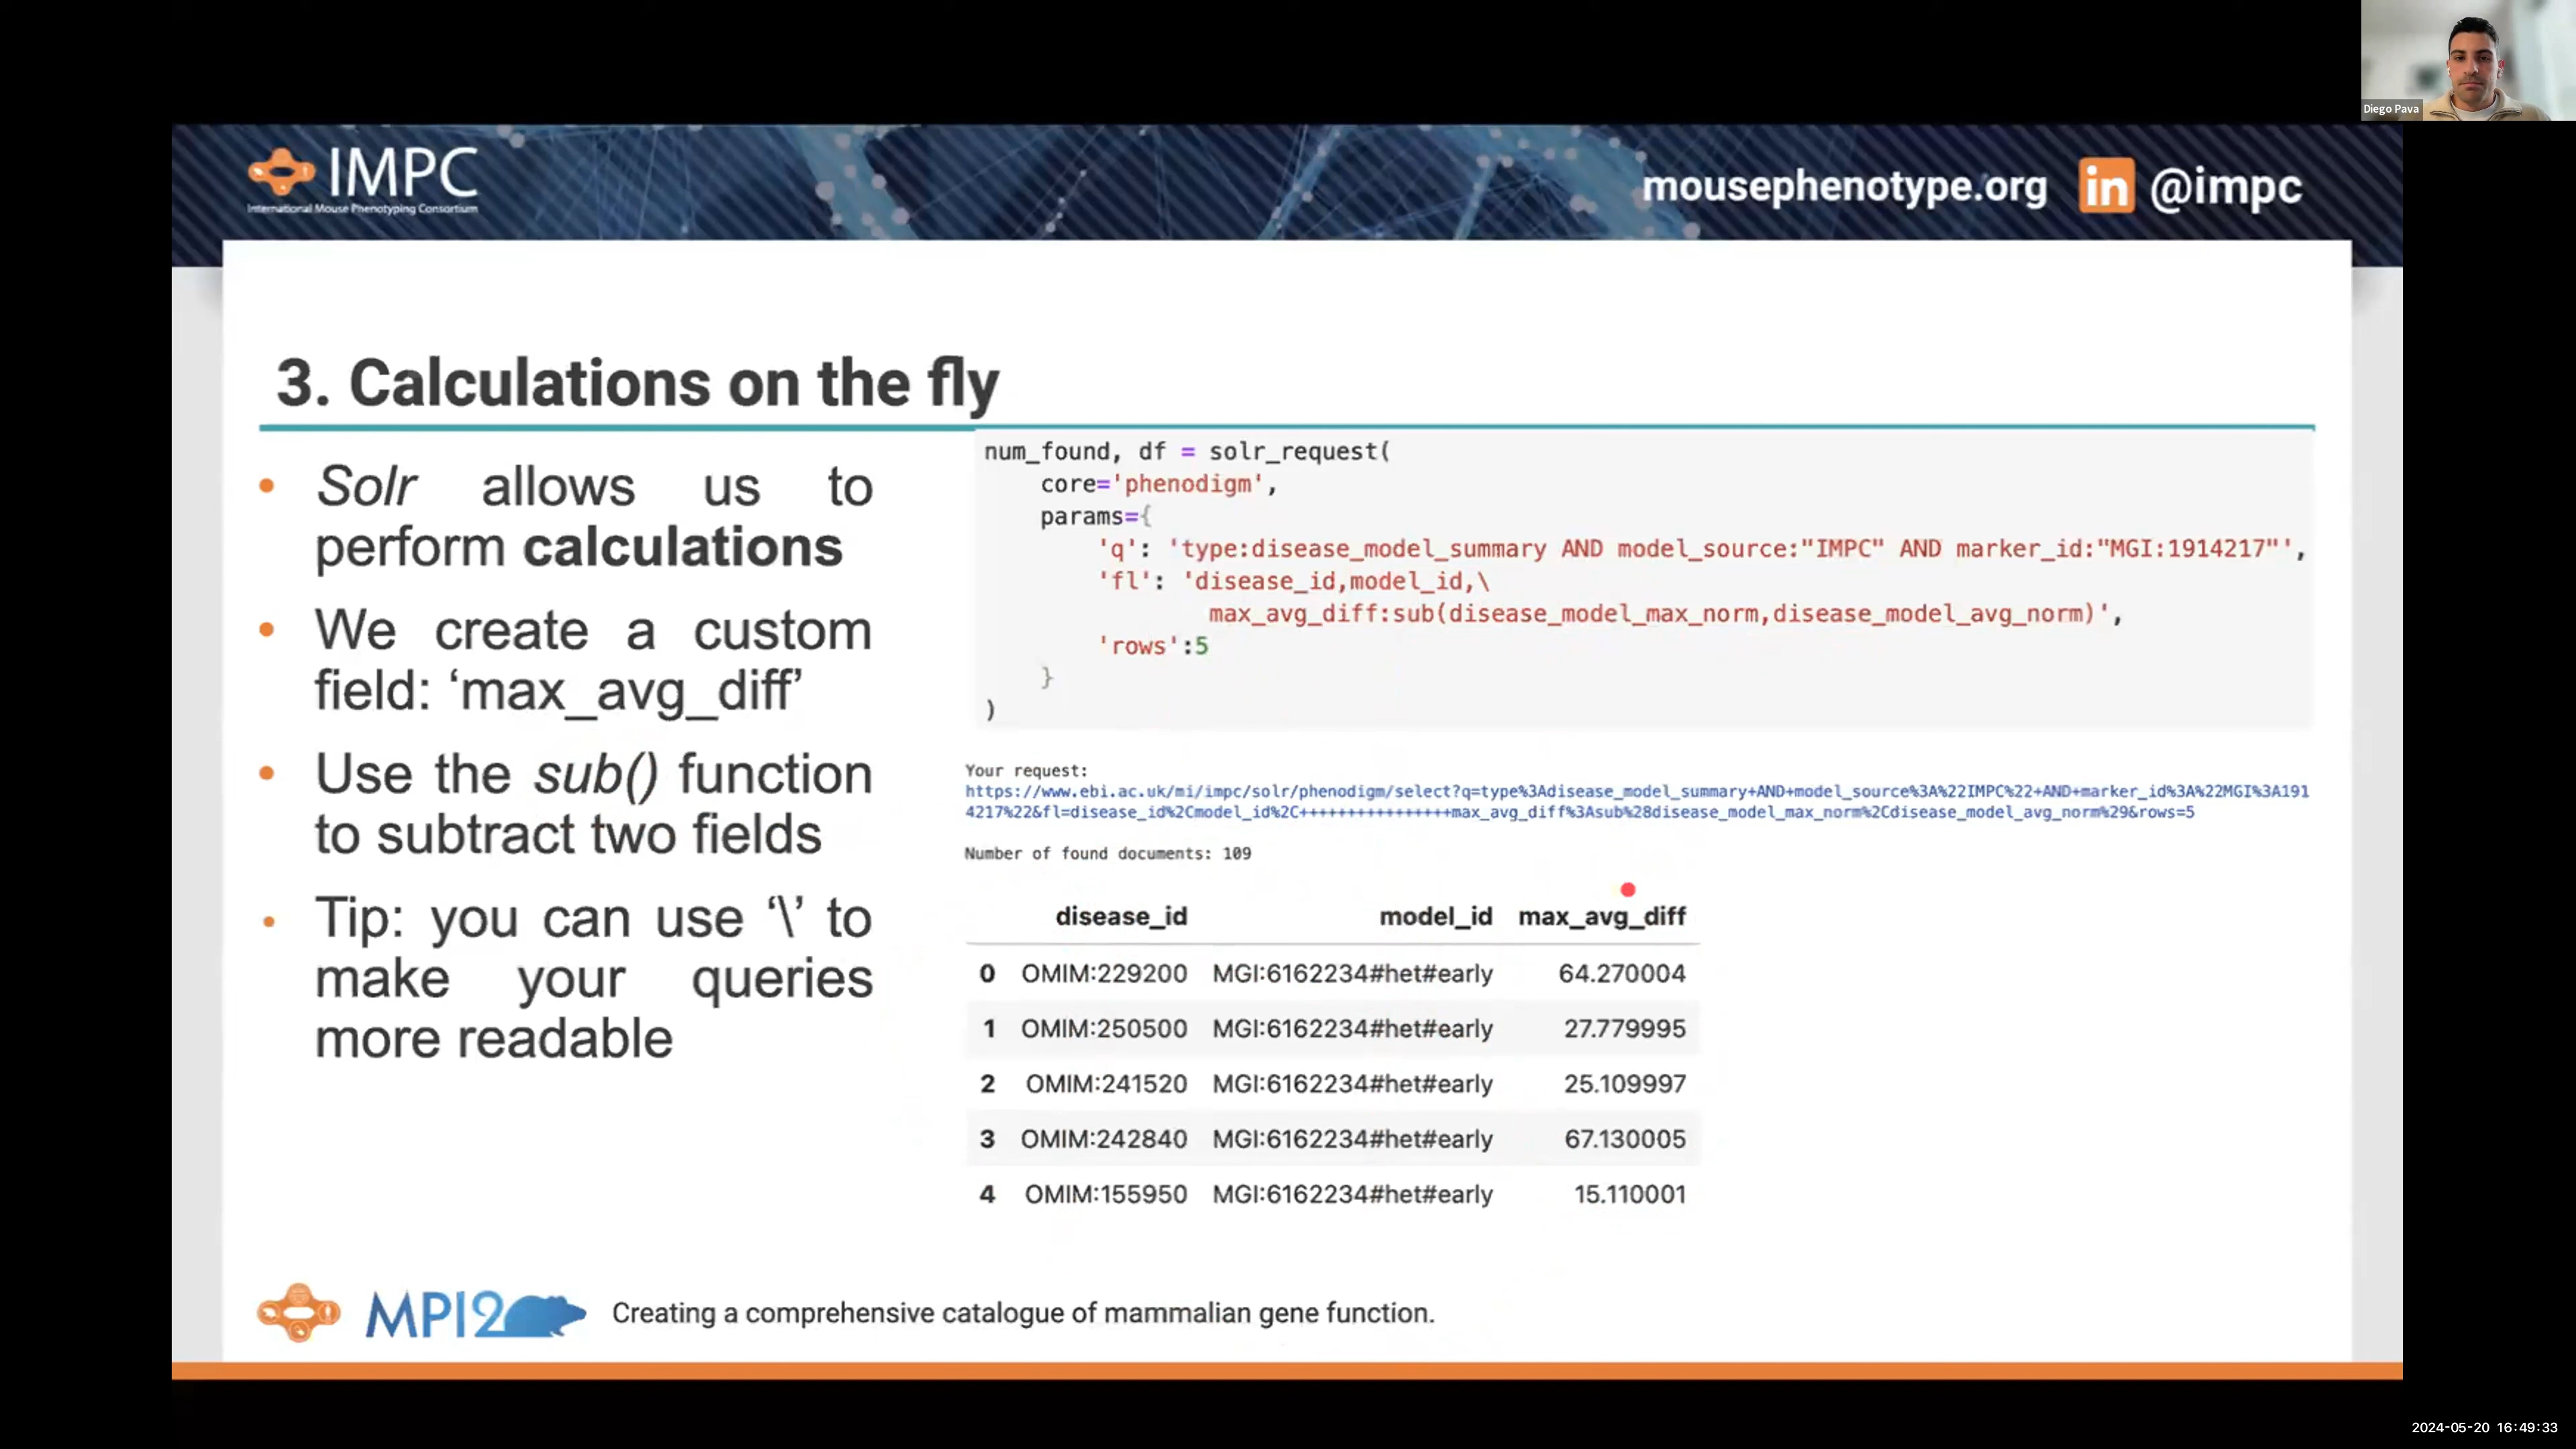 Diego Pava
IMPC
International Mouse Phenotyping Consortium
mousephenotype.org in @impc
3. Calculations on the fly
• Solr allows us to
perform calculations
• We create a custom
field: ‘max_avg_diff’
• Use the sub() function
to subtract two fields
• Tip: you can use ‘\’ to
make your queries
more readable
num_found, df = solr_request(
core='phenodigm',
params={
'q': 'type:disease_model_summary AND model_source:"IMPC" AND marker_id:"MGI:1914217"',
'fl': 'disease_id,model_id,\
max_avg_diff:sub(disease_model_max_norm,disease_model_avg_norm)',
'rows':5
}
)
Your request:
https://www.ebi.ac.uk/mi/impc/solr/phenodigm/select?q=type%3Adisease_model_summary+AND+model_source%3A%22IMPC%22+AND+marker_id%3A%22MGI%3A191
4217%22&fl=disease_id%2Cmodel_id%2C++++++++++++++++max_avg_diff%3Asub%28disease_model_max_norm%2Cdisease_model_avg_norm%29&rows=5
Number of found documents: 109
disease_id model_id max_avg_diff
0 OMIM:229200 MGI:6162234#het#early 64.270004
1 OMIM:250500 MGI:6162234#het#early 27.779995
2 OMIM:241520 MGI:6162234#het#early 25.109997
3 OMIM:242840 MGI:6162234#het#early 67.130005
4 OMIM:155950 MGI:6162234#het#early 15.110001
MPI2 Creating a comprehensive catalogue of mammalian gene function.
2024-05-20 16:49:33